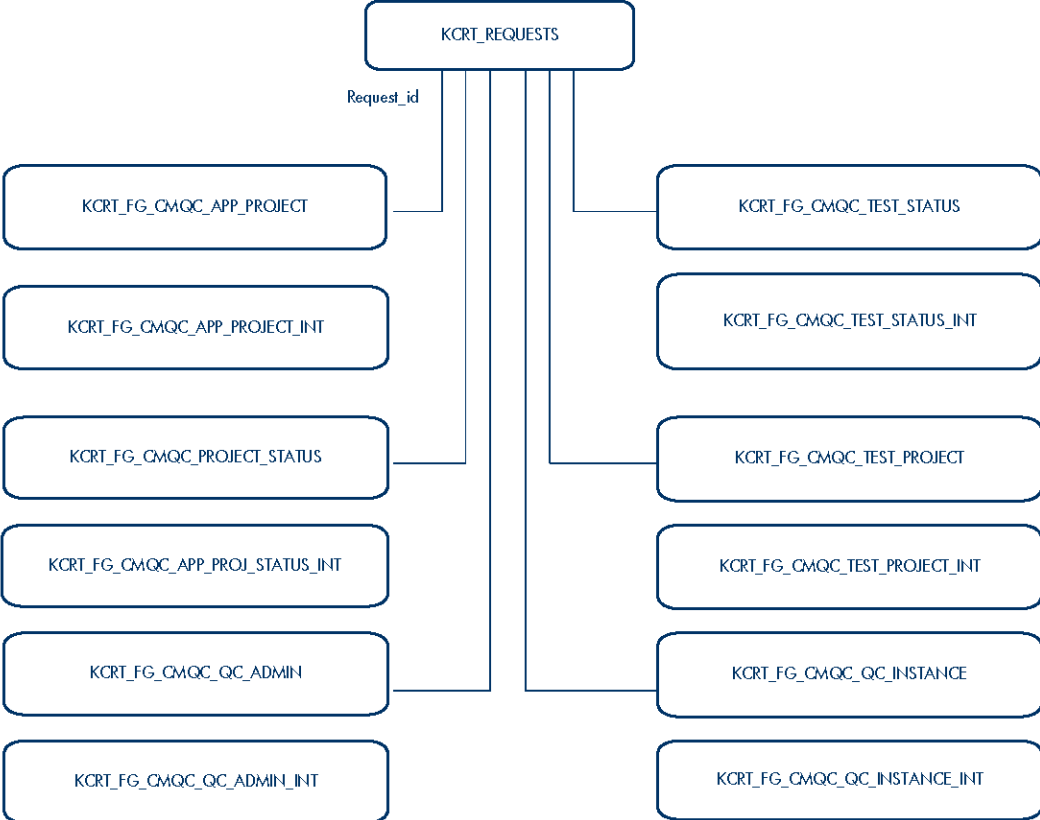 KCRT_REQUESTS
Request_id
KCRT_FG_CMQC_APP_PROJECT
KCRT_FG_CMQC_TEST_STATUS
KCRT_FG_CMQC_APP_PROJECT_INT
KCRT_FG_CMQC_TEST_STATUS_INT
KCRT_FG_CMQC_PROJECT_STATUS
KCRT_FG_CMQC_TEST_PROJECT
KCRT_FG_CMQC_APP_PROJ_STATUS_INT
KCRT_FG_CMQC_TEST_PROJECT_INT
KCRT_FG_CMQC_QC_ADMIN
KCRT_FG_CMQC_QC_INSTANCE
KCRT_FG_CMQC_QC_ADMIN_INT
KCRT_FG_CMQC_QC_INSTANCE_INT